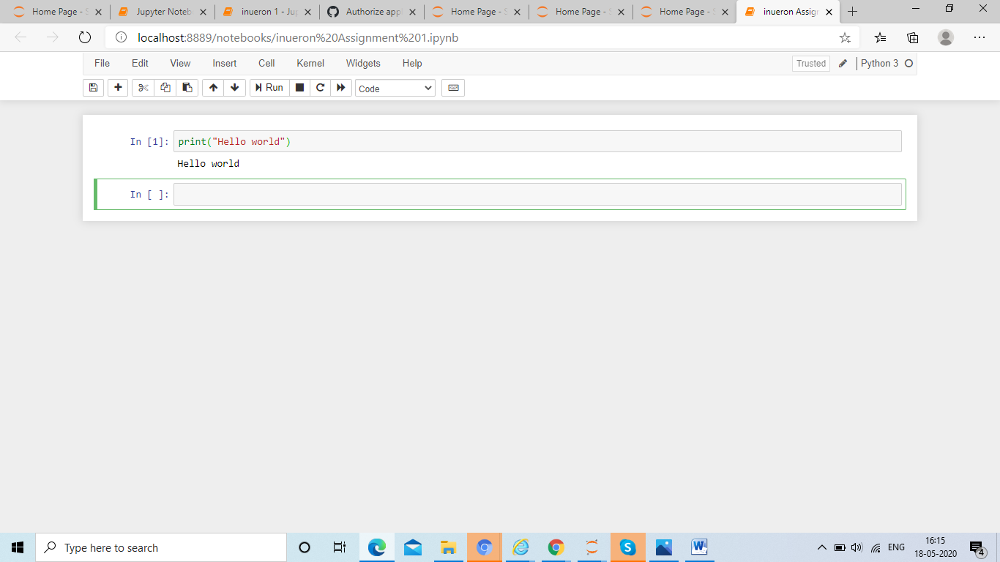 Home Page - S
Jupyter Noteb
inueron 1 - Jup
Authorize app
Home Page - S
Home Page - S
Home Page - S
inueron Assign
localhost:8889/notebooks/inueron%20Assignment%201.ipynb
File Edit View Insert Cell Kernel Widgets Help
Trusted Python 3
Run Code
In [1]: print("Hello world")
Hello world
In [ ]:
Type here to search
ENG
16:15
18-05-2020
4